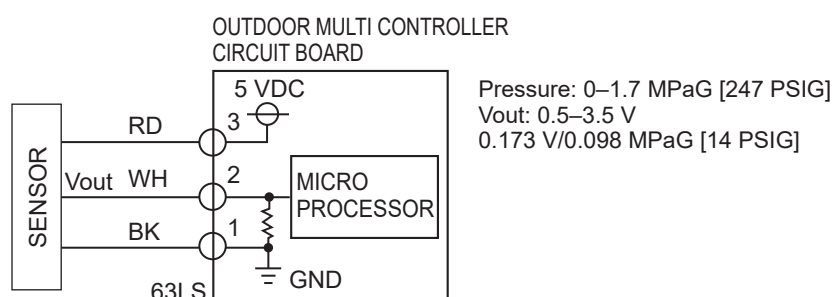 OUTDOOR MULTI CONTROLLER
CIRCUIT BOARD
5 VDC
Pressure: 0–1.7 MPaG [247 PSIG]
Vout: 0.5–3.5 V
0.173 V/0.098 MPaG [14 PSIG]
SENSOR
RD
3
Vout WH
2
MICRO
PROCESSOR
BK
1
GND
63LS